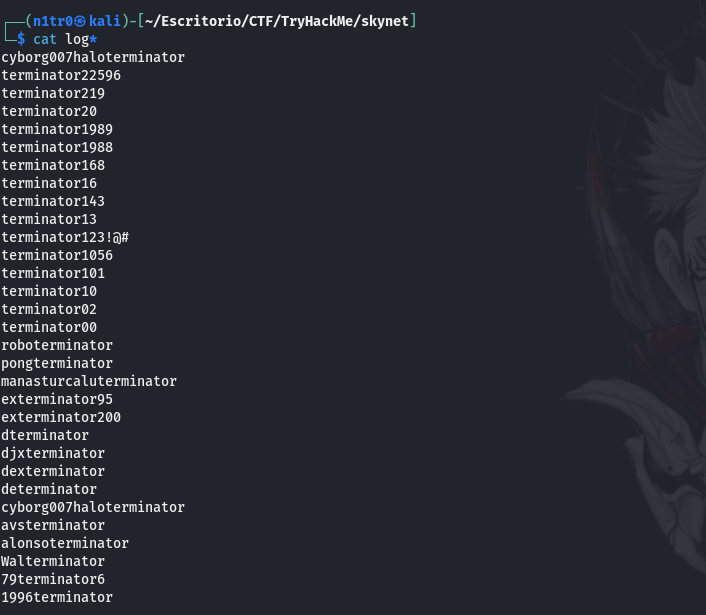 ┌──(n1tr0㉿kali)-[~/Escritorio/CTF/TryHackMe/skynet]
└─$ cat log*
cyborg007haloterminator
terminator22596
terminator219
terminator20
terminator1989
terminator1988
terminator168
terminator16
terminator143
terminator13
terminator123!@#
terminator1056
terminator101
terminator10
terminator02
terminator00
roboterminator
pongterminator
manasturcaluterminator
exterminator95
exterminator200
dterminator
djxterminator
dexterminator
determinator
cyborg007haloterminator
avsterminator
alonsoterminator
Walterminator
79terminator6
1996terminator